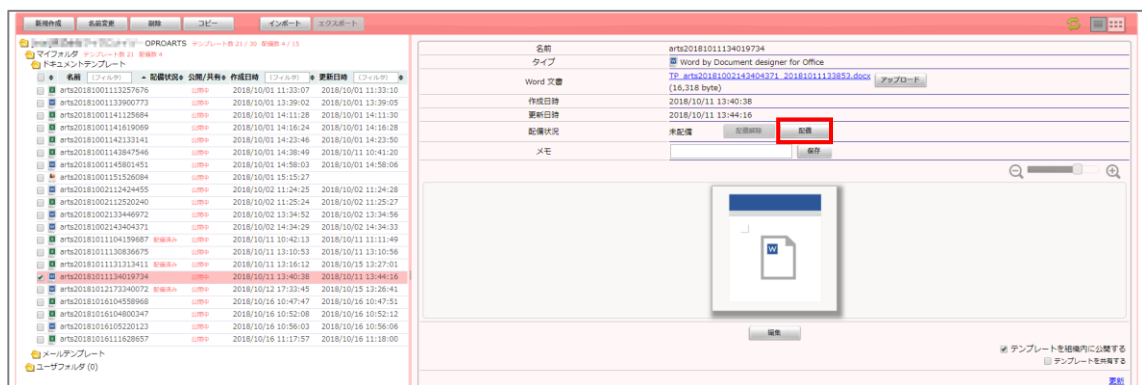 新規作成 名前変更 削除 コピー インポート エクスポート
OPROARTS テンプレート数 21 / 30 配備数 4 / 15
マイフォルダ テンプレート数 21 配備数 4
ドキュメントテンプレート
名前 (フィルタ) 配備状況 公開/共有 作成日時 (フィルタ) 更新日時 (フィルタ)
arts20181001113257676 公開中 2018/10/01 11:33:07 2018/10/01 11:33:10
arts20181001133900773 公開中 2018/10/01 13:39:02 2018/10/01 13:39:05
arts20181001141125684 公開中 2018/10/01 14:11:28 2018/10/01 14:11:30
arts20181001141619069 公開中 2018/10/01 14:16:24 2018/10/01 14:16:28
arts20181001142133141 公開中 2018/10/01 14:23:46 2018/10/01 14:23:50
arts20181001143847546 公開中 2018/10/01 14:38:49 2018/10/11 10:41:20
arts20181001145801451 公開中 2018/10/01 14:58:03 2018/10/01 14:58:06
arts20181001151526084 公開中 2018/10/01 15:15:27
arts20181002112424455 公開中 2018/10/02 11:24:25 2018/10/02 11:24:28
arts20181002112520240 公開中 2018/10/02 11:25:24 2018/10/02 11:25:27
arts20181002133446972 公開中 2018/10/02 13:34:52 2018/10/02 13:34:56
arts20181002143404371 公開中 2018/10/02 14:34:29 2018/10/02 14:34:33
arts20181011104159687 配備済み 公開中 2018/10/11 10:42:13 2018/10/11 11:11:49
arts20181011130836675 公開中 2018/10/11 13:10:53 2018/10/11 13:10:56
arts20181011131313411 配備済み 公開中 2018/10/11 13:16:12 2018/10/15 13:27:01
arts20181011134019734 公開中 2018/10/11 13:40:38 2018/10/11 13:44:16
arts20181012173340072 配備済み 公開中 2018/10/12 17:33:45 2018/10/15 13:26:41
arts20181016104558968 公開中 2018/10/16 10:47:47 2018/10/16 10:47:51
arts20181016104800347 公開中 2018/10/16 10:52:08 2018/10/16 10:52:12
arts20181016105220123 公開中 2018/10/16 10:56:03 2018/10/16 10:56:06
arts20181016111628657 公開中 2018/10/16 11:17:57 2018/10/16 11:18:00
メールテンプレート
ユーザフォルダ (0)
名前 arts20181011134019734
タイプ Word by Document designer for Office
Word 文書 TP_arts20181002143404371_20181011133853.docx アップロード
(16,318 byte)
作成日時 2018/10/11 13:40:38
更新日時 2018/10/11 13:44:16
配備状況 未配備 配備解除 配備
メモ 保存
W
編集
テンプレートを組織内に公開する
テンプレートを共有する
更新